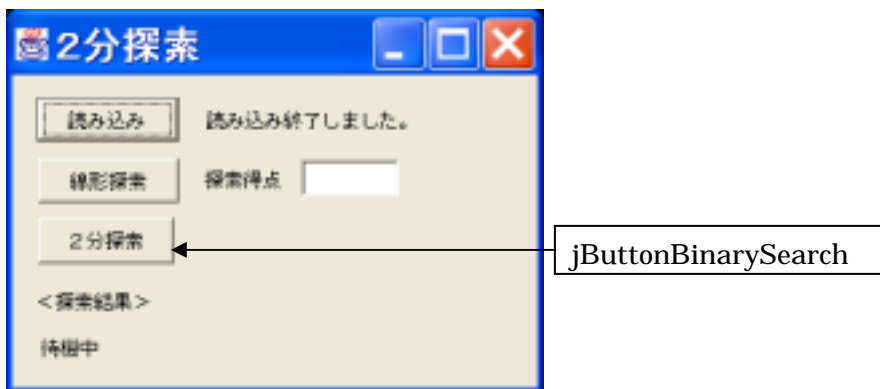 2分探索
読み込み 読み込み終了しました。
線形探索 探索得点
2分探索
jButtonBinarySearch
<探索結果>
待機中